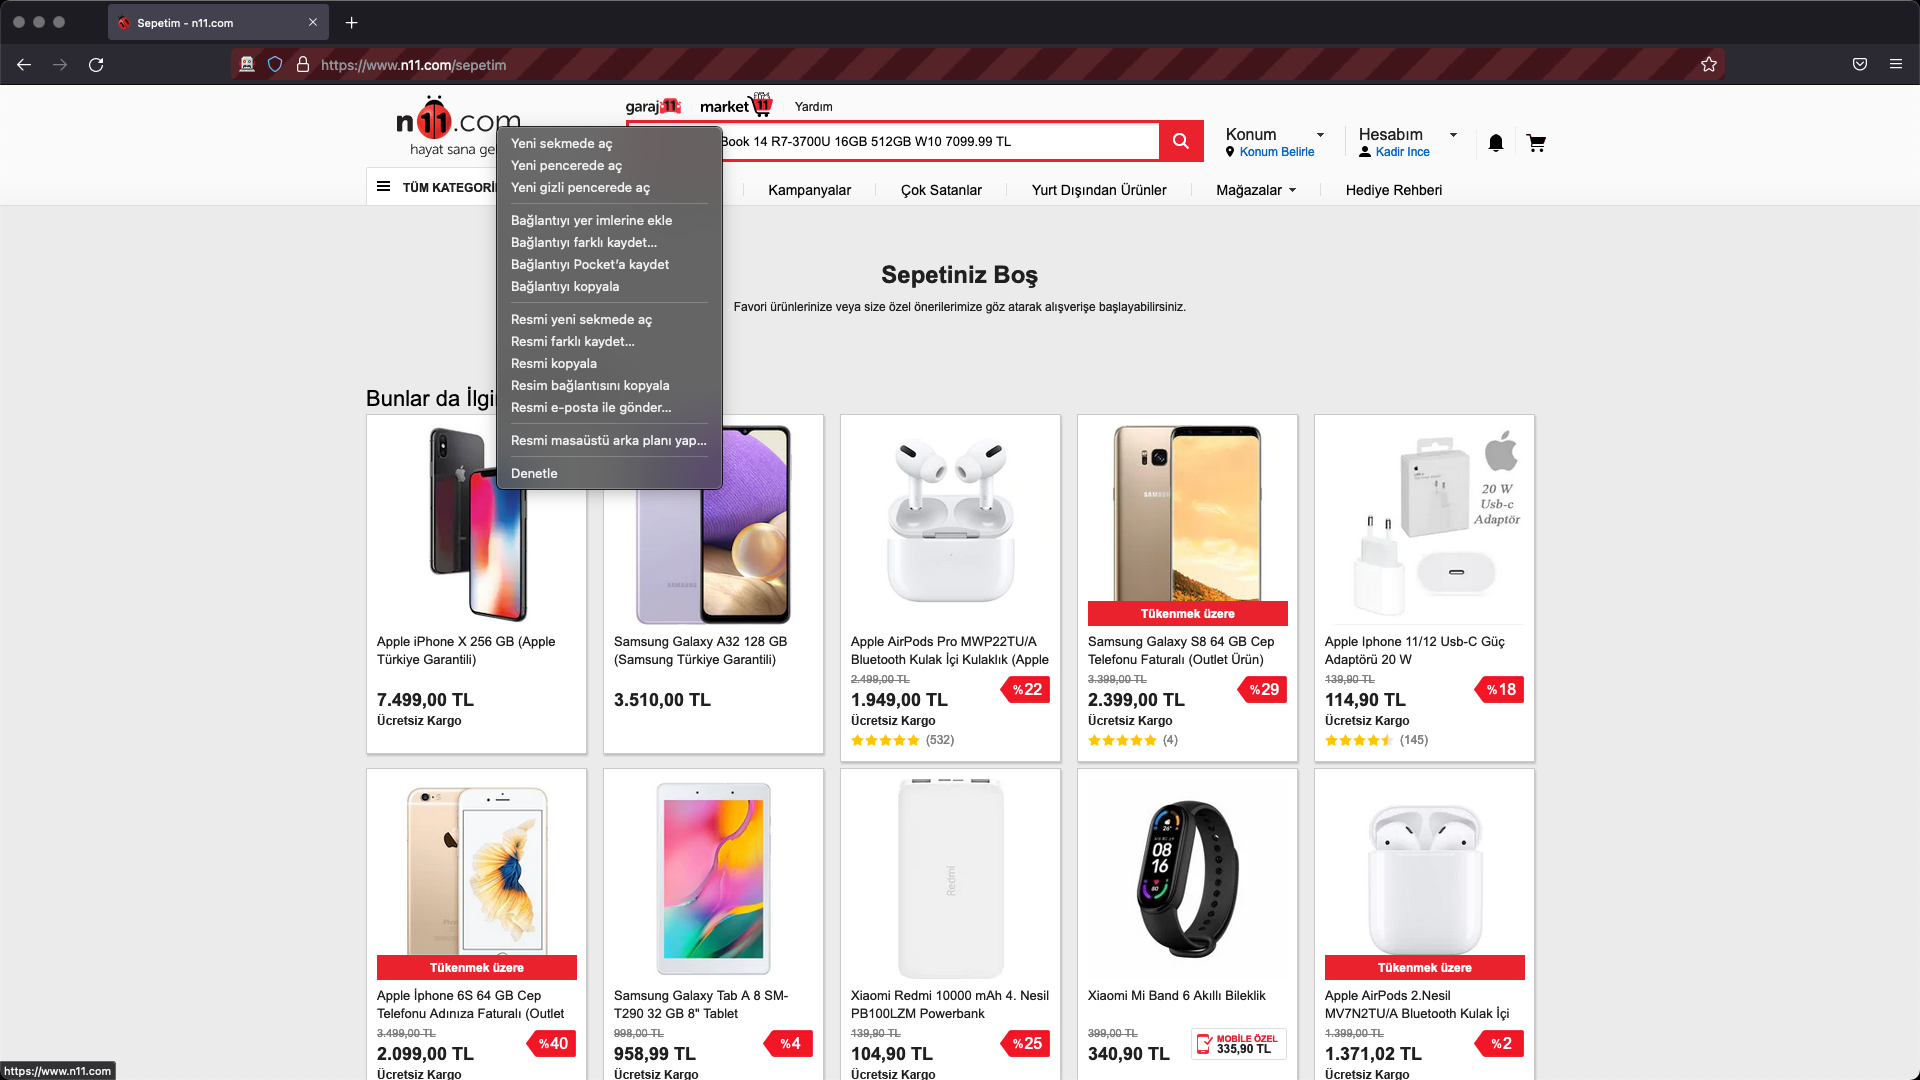 Sepetim - n11.com
https://www.n11.com/sepetim
n11.com
hayat sana gel
garaj11
market11
Yardım
Book 14 R7-3700U 16GB 512GB W10 7099.99 TL
Konum
Konum Belirle
Hesabım
Kadir Ince
TÜM KATEGORİ
Kampanyalar
Çok Satanlar
Yurt Dışından Ürünler
Mağazalar
Hediye Rehberi
Yeni sekmede aç
Yeni pencerede aç
Yeni gizli pencerede aç
Bağlantıyı yer imlerine ekle
Bağlantıyı farklı kaydet...
Bağlantıyı Pocket'a kaydet
Bağlantıyı kopyala
Resmi yeni sekmede aç
Resmi farklı kaydet...
Resmi kopyala
Resim bağlantısını kopyala
Resmi e-posta ile gönder...
Resmi masaüstü arka planı yap...
Denetle
Sepetiniz Boş
Favori ürünlerinize veya size özel önerilerimize göz atarak alışverişe başlayabilirsiniz.
Bunlar da İlgi
Apple iPhone X 256 GB (Apple
Türkiye Garantili)
7.499,00 TL
Ücretsiz Kargo
SAMSUNG
Samsung Galaxy A32 128 GB
(Samsung Türkiye Garantili)
3.510,00 TL
Apple AirPods Pro MWP22TU/A
Bluetooth Kulak İçi Kulaklık (Apple
2.499,00 TL
1.949,00 TL
%22
Ücretsiz Kargo
(532)
SAMSUNG
Tükenmek üzere
Samsung Galaxy S8 64 GB Cep
Telefonu Faturalı (Outlet Ürün)
3.399,00 TL
2.399,00 TL
%29
Ücretsiz Kargo
(4)
20 W
Usb-c
Adaptör
Apple Iphone 11/12 Usb-C Güç
Adaptörü 20 W
139,90 TL
114,90 TL
%18
Ücretsiz Kargo
(145)
Tükenmek üzere
Apple İphone 6S 64 GB Cep
Telefonu Adınıza Faturalı (Outlet
3.499,00 TL
2.099,00 TL
%40
Ücretsiz Kargo
Samsung Galaxy Tab A 8 SM-
T290 32 GB 8" Tablet
998,00 TL
958,99 TL
%4
Ücretsiz Kargo
Redmi
Xiaomi Redmi 10000 mAh 4. Nesil
PB100LZM Powerbank
139,90 TL
104,90 TL
%25
Ücretsiz Kargo
08
16
Xiaomi Mi Band 6 Akıllı Bileklik
399,00 TL
340,90 TL
MOBİLE ÖZEL
335,90 TL
Tükenmek üzere
Apple AirPods 2.Nesil
MV7N2TU/A Bluetooth Kulak İçi
1.399,00 TL
1.371,02 TL
%2
Ücretsiz Kargo
https://www.n11.com